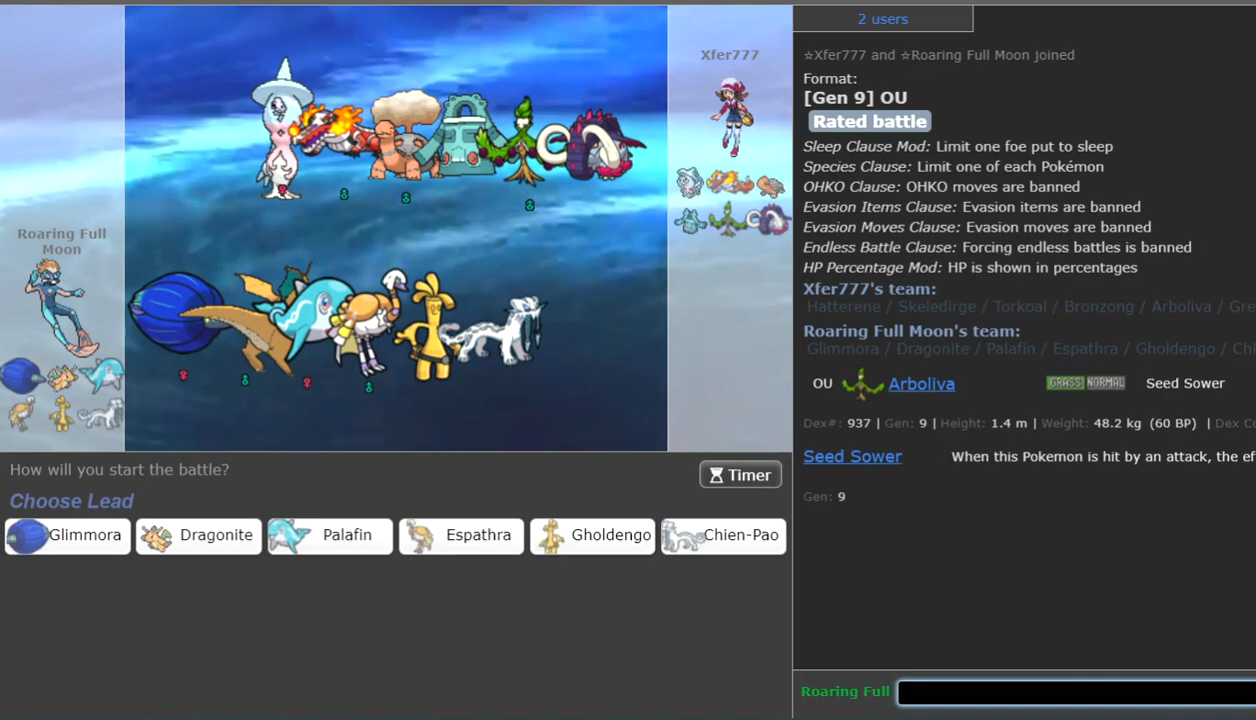 2 users
Xfer777
☆Xfer777 and ☆Roaring Full Moon joined
Format:
[Gen 9] OU
Rated battle
Sleep Clause Mod: Limit one foe put to sleep
Species Clause: Limit one of each Pokémon
OHKO Clause: OHKO moves are banned
Evasion Items Clause: Evasion items are banned
Evasion Moves Clause: Evasion moves are banned
Endless Battle Clause: Forcing endless battles is banned
HP Percentage Mod: HP is shown in percentages
Xfer777's team:
Hatterene / Skeledirge / Torkoal / Bronzong / Arboliva / Gre
Roaring Full Moon's team:
Glimmora / Dragonite / Palafin / Espathra / Gholdengo / Chi
OU Arboliva GRASS NORMAL Seed Sower
Dex#: 937 | Gen: 9 | Height: 1.4 m | Weight: 48.2 kg (60 BP) | Dex Co
Seed Sower When this Pokemon is hit by an attack, the ef
Gen: 9
Roaring Full
Moon
How will you start the battle?
Timer
Choose Lead
Glimmora Dragonite Palafin Espathra Gholdengo Chien-Pao
Roaring Full